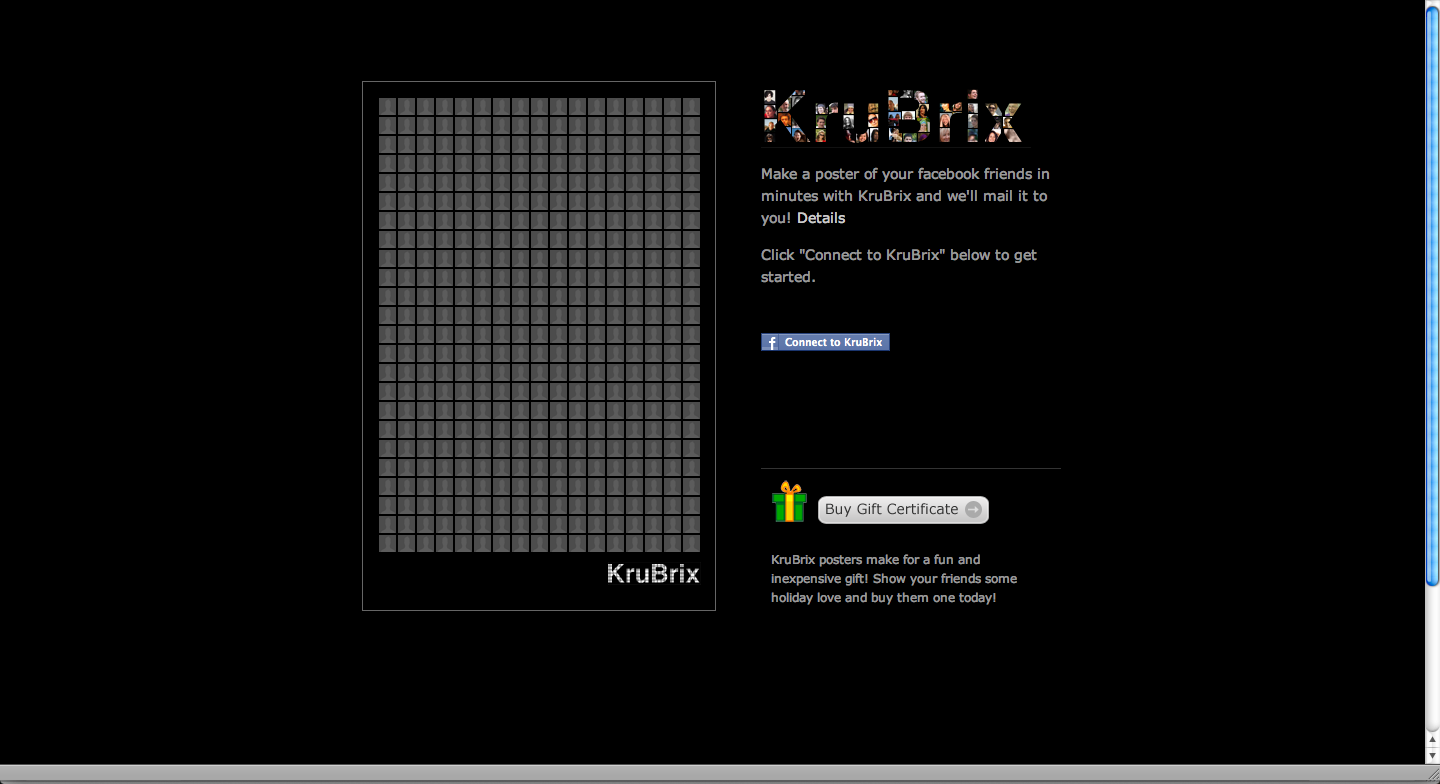 KruBrix
KruBrix
Make a poster of your facebook friends in
minutes with KruBrix and we'll mail it to
you! Details
Click "Connect to KruBrix" below to get
started.
f Connect to KruBrix
Buy Gift Certificate
KruBrix posters make for a fun and
inexpensive gift! Show your friends some
holiday love and buy them one today!